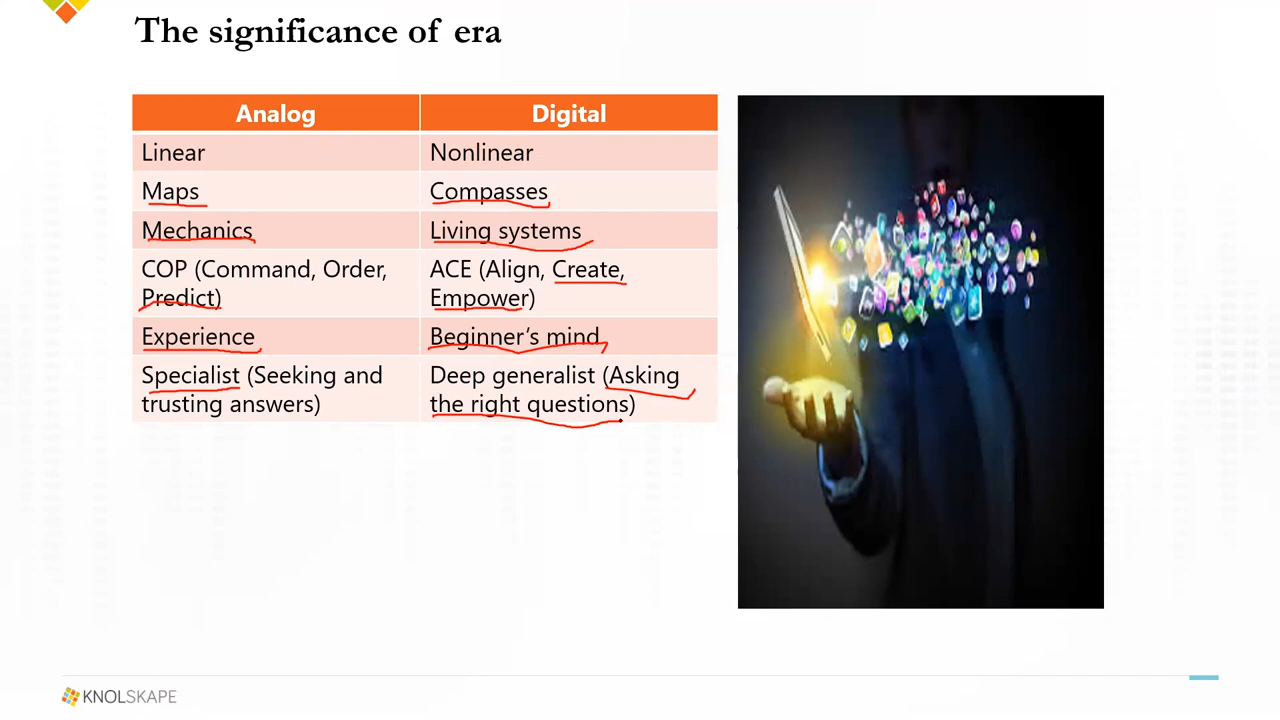 The significance of era
Analog Digital
Linear Nonlinear
Maps Compasses
Mechanics Living systems
COP (Command, Order, ACE (Align, Create,
Predict) Empower)
Experience Beginner‘s mind
Specialist (Seeking and Deep generalist (Asking
trusting answers) the right questions)
KNOLSKAPE